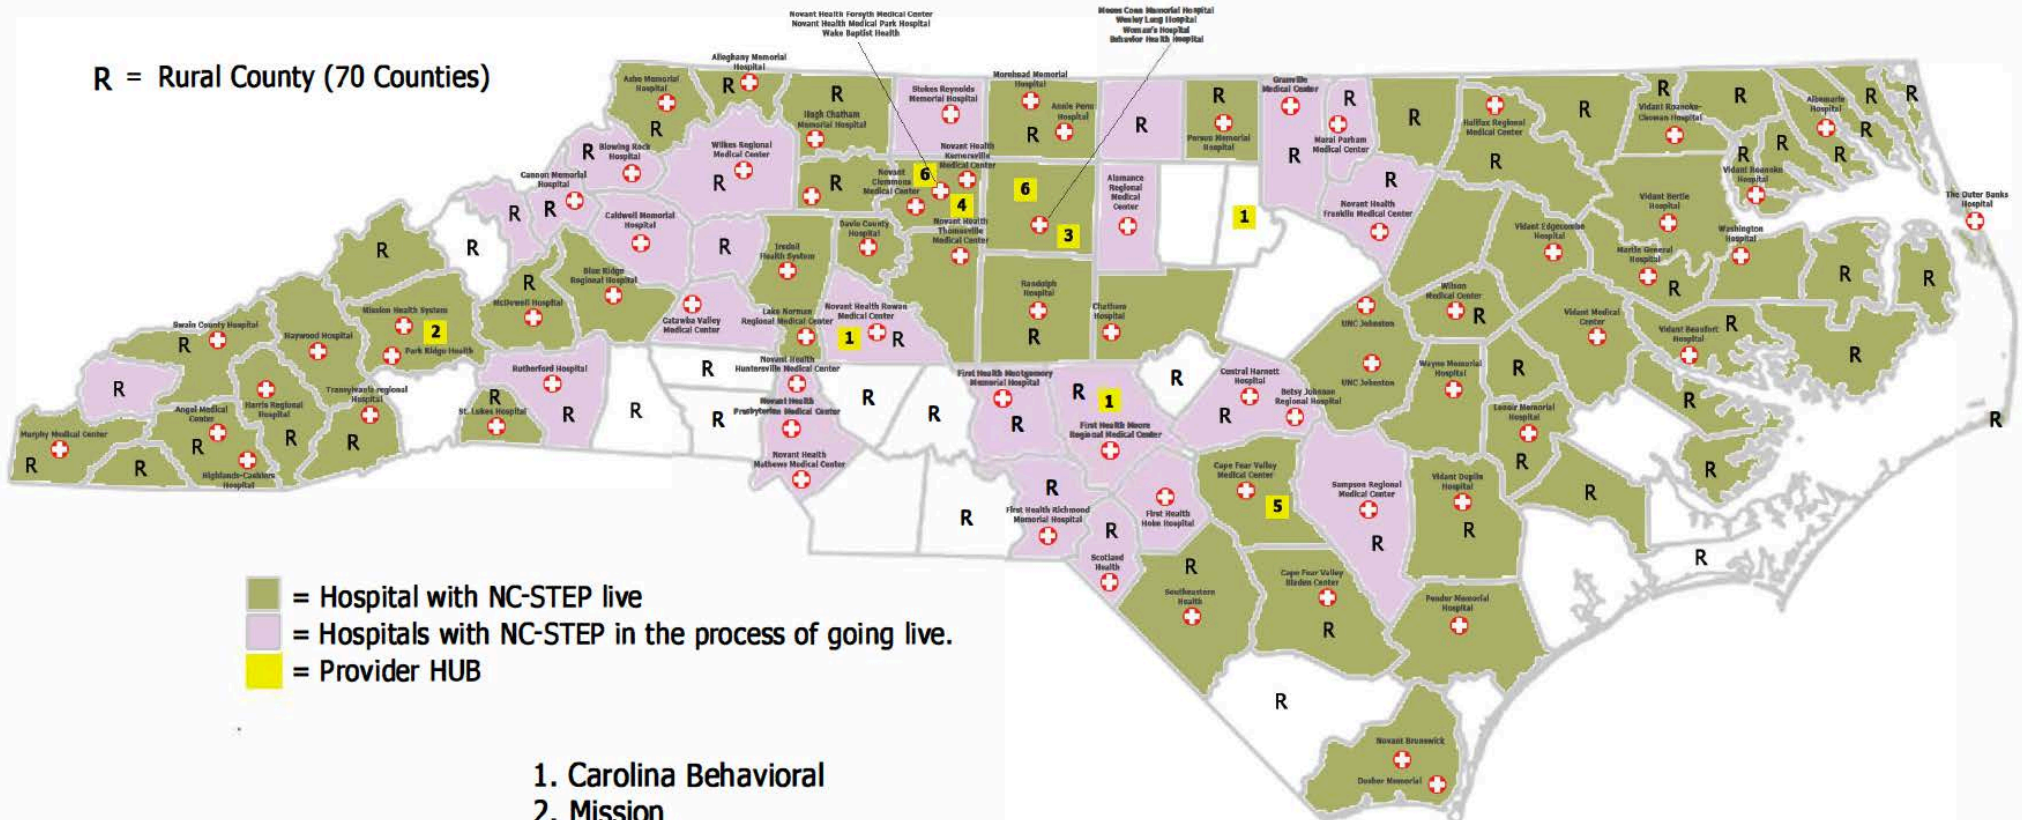 Novant Health Forsyth Medical Center
Novant Health Medical Park Hospital
Wake Baptist Health
Moses Cone Memorial Hospital
Wesley Long Hospital
Woman's Hospital
Behavior Health Hospital
R = Rural County (70 Counties)
Alleghany Memorial
Hospital
R
Ashe Memorial
Hospital
R
R
Hugh Chatham
Memorial Hospital
Stokes Reynolds
Memorial Hospital
Morehead Memorial
Hospital
Annie Penn
Hospital
R
R
R
Person Memorial
Hospital
Granville
Medical Center
R
R
Maria Parham
Medical Center
R
Halifax Regional
Medical Center
R
R
R
Vidant Roanoke-
Chowan Hospital
R
Albemarle
Hospital
R
R
R
R
R
R
Vidant Roanoke
Hospital
The Outer Banks
Hospital
R
Blowing Rock
Hospital
Wilkes Regional
Medical Center
R
Cannon Memorial
Hospital
R
R
R
Novant
Clemmons
Medical Center
6
Novant Health
Kernersville
Medical Center
4
6
3
Alamance
Regional
Medical
Center
1
R
Novant Health
Franklin Medical Center
Vidant Bertie
Hospital
Vidant Edgecombe
Hospital
Martin General
Hospital
R
Washington
Hospital
R
R
Caldwell Memorial
Hospital
R
Iredell
Health System
Davie County
Hospital
Novant Health
Thomasville
Medical Center
R
R
R
McDowell Hospital
Blue Ridge
Regional Hospital
Catawba Valley
Medical Center
Lake Norman
Regional Medical Center
Novant Health Rowan
Medical Center
1
R
Randolph
Hospital
R
Chatham
Hospital
UNC Johnston
UNC Johnston
Wilson
Medical Center
R
Vidant Medical
Center
Vidant Beaufort
Hospital
R
R
Swain County Hospital
R
Haywood Hospital
Mission Health System
2
Park Ridge Health
R
Rutherford Hospital
R
R
St. Lukes Hospital
R
R
R
Novant Health
Huntersville Medical Center
Novant Health
Presbyterian Medical Center
Novant Health
Mathews Medical Center
R
R
First Health Montgomery
Memorial Hospital
R
R
1
First Health Moore
Regional Medical Center
R
Central Harnett
Hospital
R
Betsy Johnson
Regional Hospital
Wayne Memorial
Hospital
R
Lenoir Memorial
Hospital
R
R
R
R
R
Murphy Medical Center
R
R
Angel Medical
Center
R
Highlands-Cashiers
Hospital
Harris Regional
Hospital
R
Transylvania regional
Hospital
R
R
R
First Health Richmond
Memorial Hospital
First Health
Hoke Hospital
R
Scotland
Health
Cape Fear Valley
Medical Center
5
Sampson Regional
Medical Center
R
Vidant Duplin
Hospital
R
R
R
Southeastern
Health
Cape Fear Valley
Bladen Center
R
Pender Memorial
Hospital
R
Novant Brunswick
Dosher Memorial
= Hospital with NC-STEP live
= Hospitals with NC-STEP in the process of going live.
= Provider HUB
1. Carolina Behavioral
2. Mission